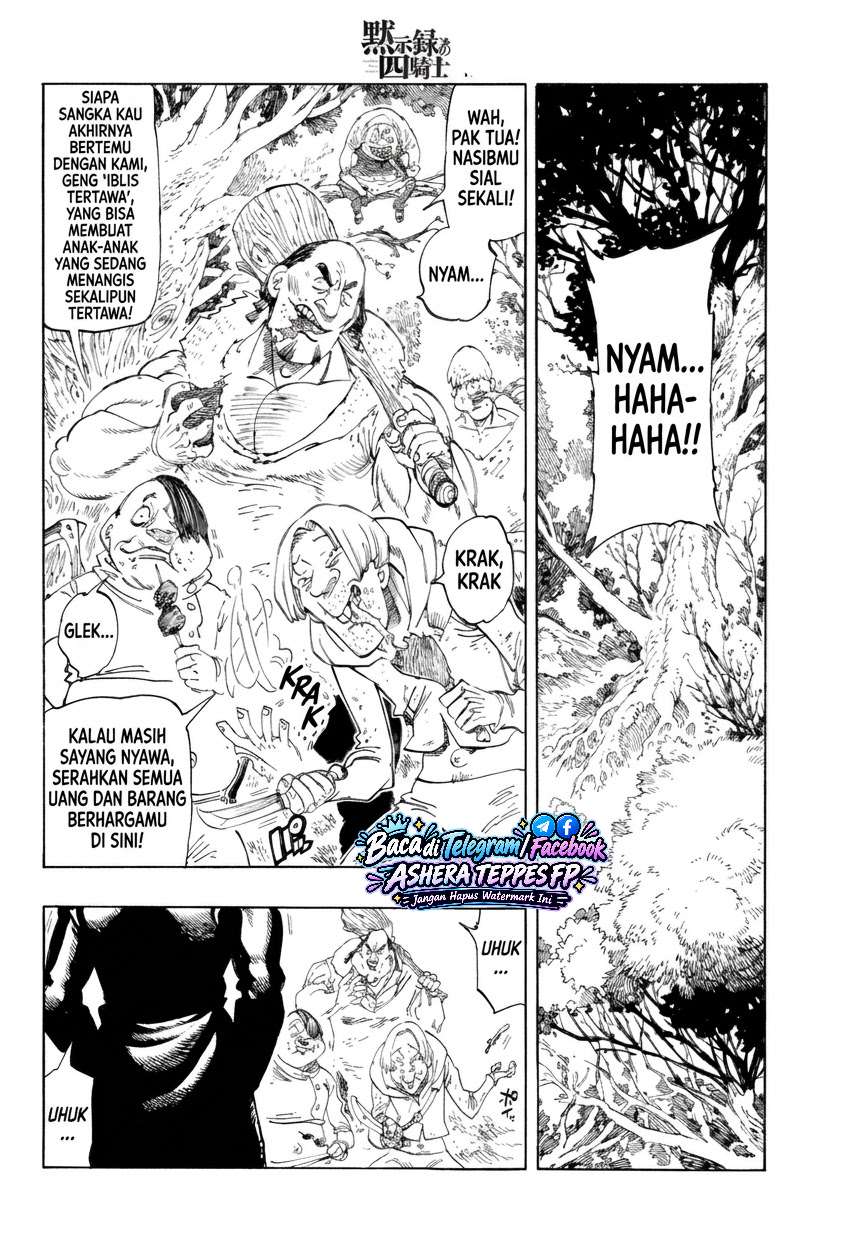 黙示録の
四騎士
NYAM...
HAHA-
HAHA!!
WAH,
PAK TUA!
NASIBMU
SIAL
SEKALI!
NYAM...
SIAPA
SANGKA KAU
AKHIRNYA
BERTEMU
DENGAN KAMI,
GENG ‘IBLIS
TERTAWA’,
YANG BISA
MEMBUAT
ANAK-ANAK
YANG SEDANG
MENANGIS
SEKALIPUN
TERTAWA!
KRAK,
KRAK
GLEK...
KRAK
KALAU MASIH
SAYANG NYAWA,
SERAHKAN SEMUA
UANG DAN BARANG
BERHARGAMU
DI SINI!
Baca di Telegram/Facebook
ASHERA TEPPES FP
Jangan Hapus Watermark Ini
UHUK
...
UHUK
...